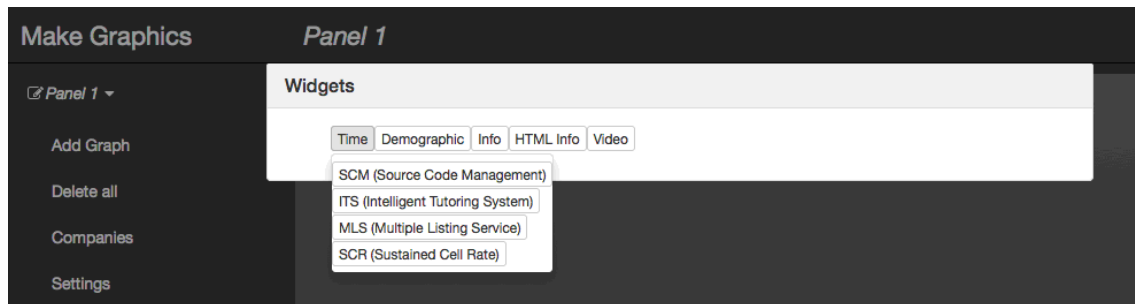 Make Graphics
Panel 1
Panel 1
Add Graph
Delete all
Companies
Settings
Widgets
Time Demographic Info HTML Info Video
SCM (Source Code Management)
ITS (Intelligent Tutoring System)
MLS (Multiple Listing Service)
SCR (Sustained Cell Rate)